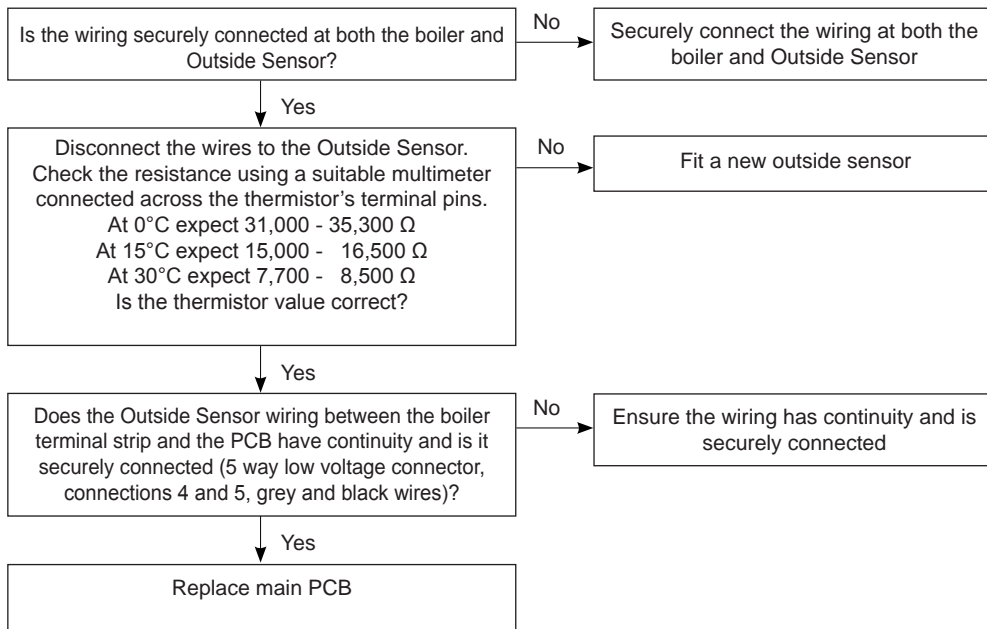 Is the wiring securely connected at both the boiler and
Outside Sensor?
No
Securely connect the wiring at both the
boiler and Outside Sensor
Yes
Disconnect the wires to the Outside Sensor.
Check the resistance using a suitable multimeter
connected across the thermistor’s terminal pins.
At 0°C expect 31,000 - 35,300 Ω
At 15°C expect 15,000 - 16,500 Ω
At 30°C expect 7,700 - 8,500 Ω
Is the thermistor value correct?
No
Fit a new outside sensor
Yes
Does the Outside Sensor wiring between the boiler
terminal strip and the PCB have continuity and is it
securely connected (5 way low voltage connector,
connections 4 and 5, grey and black wires)?
No
Ensure the wiring has continuity and is
securely connected
Yes
Replace main PCB